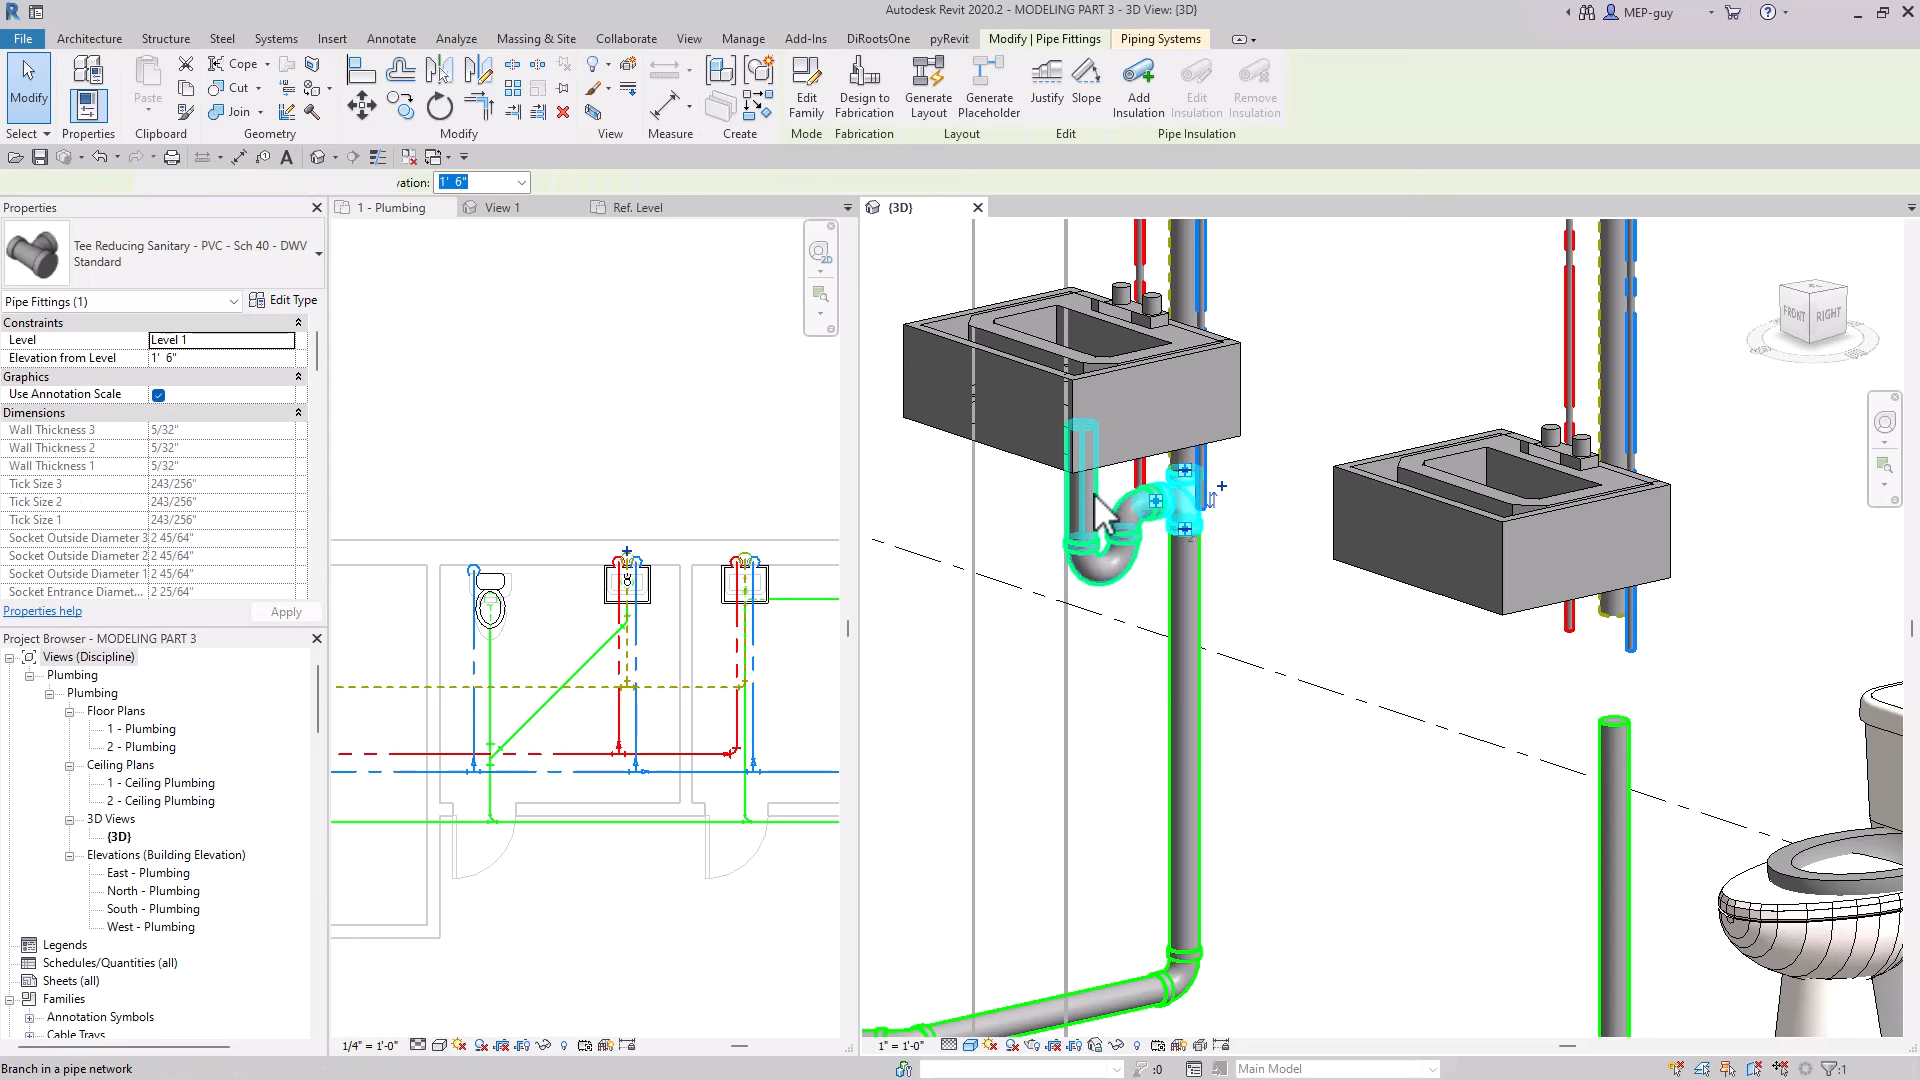 Autodesk Revit 2020.2 - MODELING PART 3 - 3D View: {3D}
MEP-guy
File Architecture Structure Steel Systems Insert Annotate Analyze Massing & Site Collaborate View Manage Add-Ins DiRootsOne pyRevit Modify | Pipe Fittings Piping Systems
Modify
Paste
Cope
Cut
Join
Edit Family
Design to Fabrication
Generate Layout
Generate Placeholder
Justify
Slope
Add Insulation
Edit Insulation
Remove Insulation
Select Properties Clipboard Geometry Modify View Measure Create Mode Fabrication Layout Edit Pipe Insulation
vation: 1' 6"
Properties
1 - Plumbing
View 1
Ref. Level
{3D}
Tee Reducing Sanitary - PVC - Sch 40 - DWV
Standard
Pipe Fittings (1)
Edit Type
Constraints
Level Level 1
Elevation from Level 1' 6"
Graphics
Use Annotation Scale
Dimensions
Wall Thickness 3 5/32"
Wall Thickness 2 5/32"
Wall Thickness 1 5/32"
Tick Size 3 243/256"
Tick Size 2 243/256"
Tick Size 1 243/256"
Socket Outside Diameter 3 2 45/64"
Socket Outside Diameter 2 2 45/64"
Socket Outside Diameter 1 2 45/64"
Socket Entrance Diamet... 2 25/64"
Properties help
Apply
Project Browser - MODELING PART 3
Views (Discipline)
Plumbing
Plumbing
Floor Plans
1 - Plumbing
2 - Plumbing
Ceiling Plans
1 - Ceiling Plumbing
2 - Ceiling Plumbing
3D Views
{3D}
Elevations (Building Elevation)
East - Plumbing
North - Plumbing
South - Plumbing
West - Plumbing
Legends
Schedules/Quantities (all)
Sheets (all)
Families
Annotation Symbols
Cable Trays
FRONT
RIGHT
1/4" = 1'-0"
1" = 1'-0"
Branch in a pipe network
:0
Main Model
:1